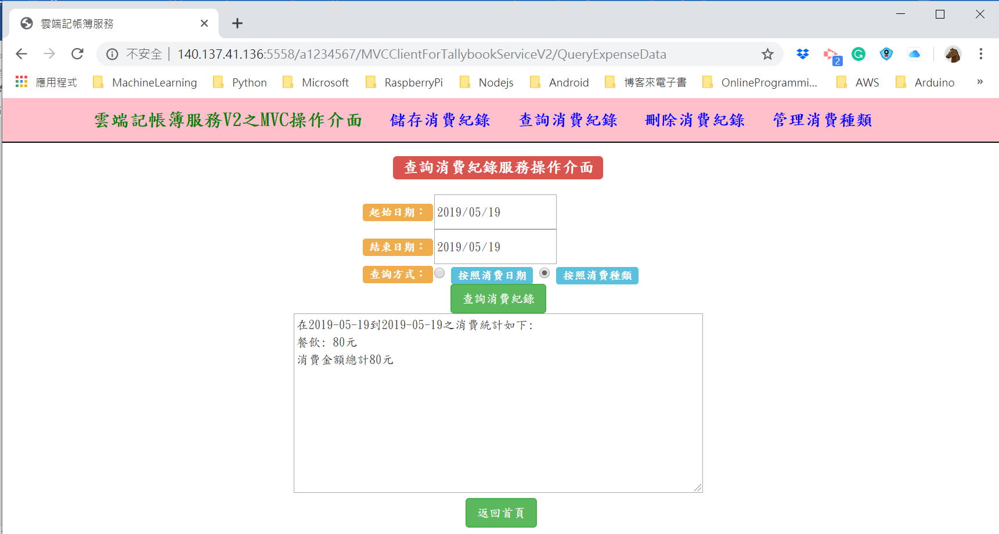 雲端記帳簿服務
不安全 | 140.137.41.136:5558/a1234567/MVCClientForTallybookServiceV2/QueryExpenseData
2
應用程式 MachineLearning Python Microsoft RaspberryPi Nodejs Android 博客來電子書 OnlineProgrammi... AWS Arduino »
雲端記帳簿服務V2之MVC操作介面 儲存消費紀錄 查詢消費紀錄 刪除消費紀錄 管理消費種類
查詢消費紀錄服務操作介面
起始日期： 2019/05/19
結束日期： 2019/05/19
查詢方式： 按照消費日期 按照消費種類
查詢消費紀錄
在2019-05-19到2019-05-19之消費統計如下:
餐飲: 80元
消費金額總計80元
返回首頁